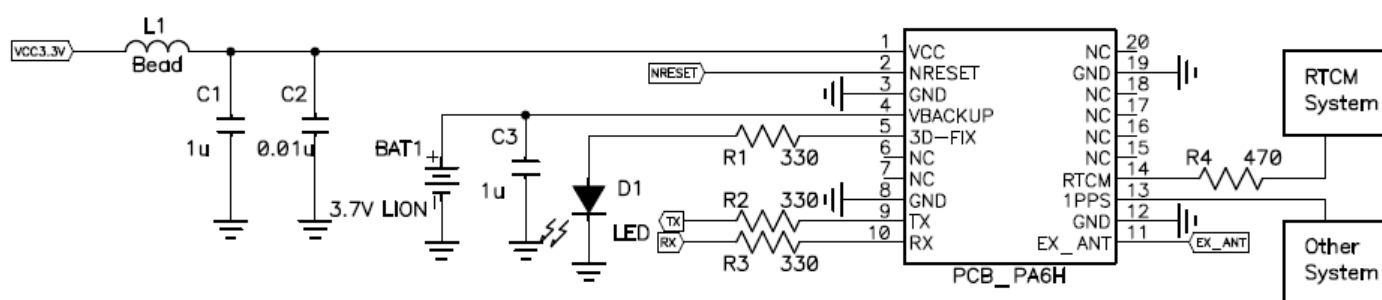 L1
VCC3.3V
Bead
C1
1u
C2
0.01u
BAT1
+
3.7V LION
C3
1u
D1
LED
NRESET
R1 330
R2 330
TX
RX
R3 330
1 VCC
2 NRESET
3 GND
4 VBACKUP
5 3D-FIX
6 NC
7 NC
8 GND
9 TX
10 RX
NC 20
GND 19
NC 18
NC 17
NC 16
NC 15
RTCM 14
1PPS 13
GND 12
EX_ANT 11
PCB_PA6H
R4 470
EX_ANT
RTCM
System
Other
System